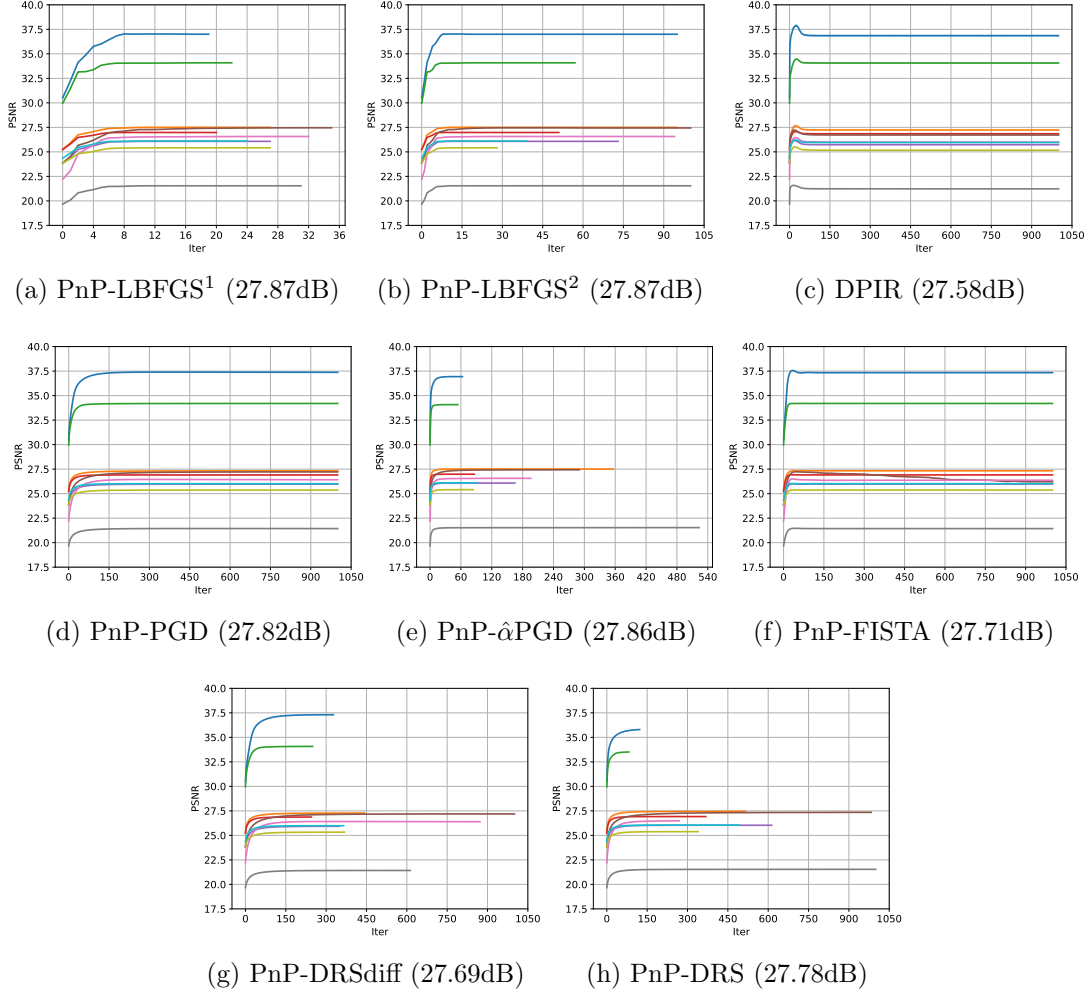 40.0
37.5
35.0
32.5
30.0
27.5
25.0
22.5
20.0
17.5
PSNR
0 4 8 12 16 20 24 28 32 36
Iter
(a) PnP-LBFGS¹ (27.87dB)
40.0
37.5
35.0
32.5
30.0
27.5
25.0
22.5
20.0
17.5
PSNR
0 15 30 45 60 75 90 105
Iter
(b) PnP-LBFGS² (27.87dB)
40.0
37.5
35.0
32.5
30.0
27.5
25.0
22.5
20.0
17.5
PSNR
0 150 300 450 600 750 900 1050
Iter
(c) DPIR (27.58dB)
40.0
37.5
35.0
32.5
30.0
27.5
25.0
22.5
20.0
17.5
PSNR
0 150 300 450 600 750 900 1050
Iter
(d) PnP-PGD (27.82dB)
40.0
37.5
35.0
32.5
30.0
27.5
25.0
22.5
20.0
17.5
PSNR
0 60 120 180 240 300 360 420 480 540
Iter
(e) PnP-α̂PGD (27.86dB)
40.0
37.5
35.0
32.5
30.0
27.5
25.0
22.5
20.0
17.5
PSNR
0 150 300 450 600 750 900 1050
Iter
(f) PnP-FISTA (27.71dB)
40.0
37.5
35.0
32.5
30.0
27.5
25.0
22.5
20.0
17.5
PSNR
0 150 300 450 600 750 900 1050
Iter
(g) PnP-DRSdiff (27.69dB)
40.0
37.5
35.0
32.5
30.0
27.5
25.0
22.5
20.0
17.5
PSNR
0 150 300 450 600 750 900 1050
Iter
(h) PnP-DRS (27.78dB)